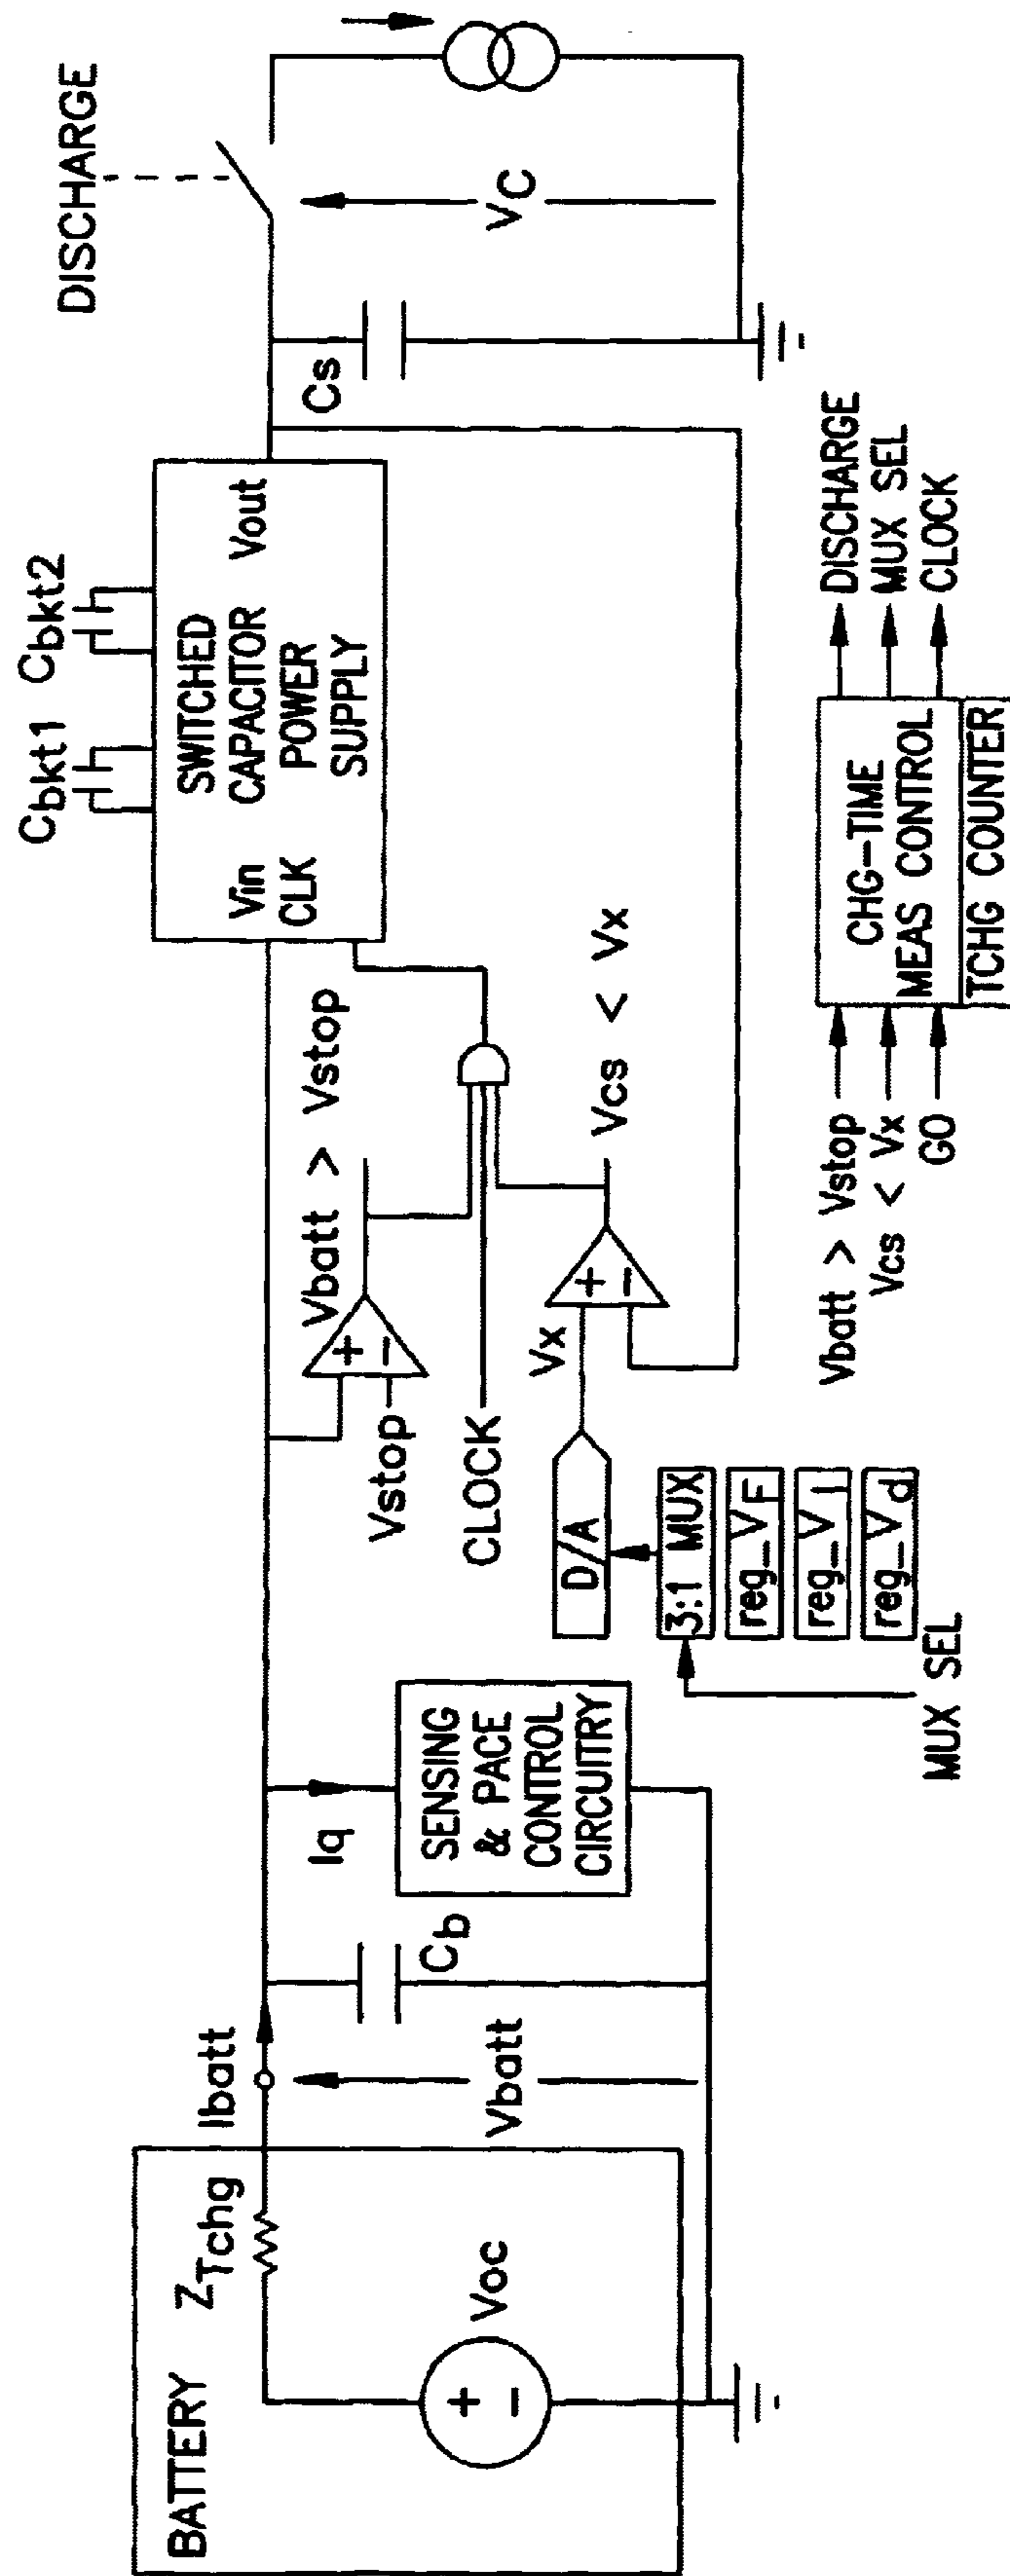 BATTERY
Z_Tchg
Voc
Ibatt
Vbatt
Cb
Iq
SENSING
& PACE
CONTROL
CIRCUITRY
MUX SEL
3:1 MUX
reg_VF
reg_VI
reg_Vd
D/A
Vx
Vstop
CLOCK
+
−
+
−
+
−
Vbatt > Vstop
Vcs < Vx
Cbkt1
Cbkt2
Vin
CLK
SWITCHED
CAPACITOR
POWER
SUPPLY
Vout
Cs
DISCHARGE
VC
Vbatt > Vstop
Vcs < Vx
GO
CHG-TIME
MEAS CONTROL
TCHG COUNTER
DISCHARGE
MUX SEL
CLOCK